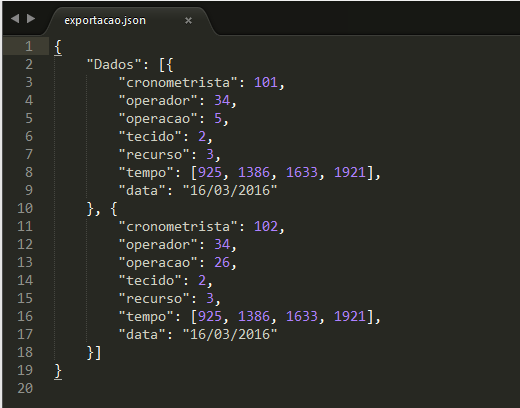 exportacao.json
1 {
2 "Dados": [{
3 "cronometrista": 101,
4 "operador": 34,
5 "operacao": 5,
6 "tecido": 2,
7 "recurso": 3,
8 "tempo": [925, 1386, 1633, 1921],
9 "data": "16/03/2016"
10 }, {
11 "cronometrista": 102,
12 "operador": 34,
13 "operacao": 26,
14 "tecido": 2,
15 "recurso": 3,
16 "tempo": [925, 1386, 1633, 1921],
17 "data": "16/03/2016"
18 }]
19 }
20